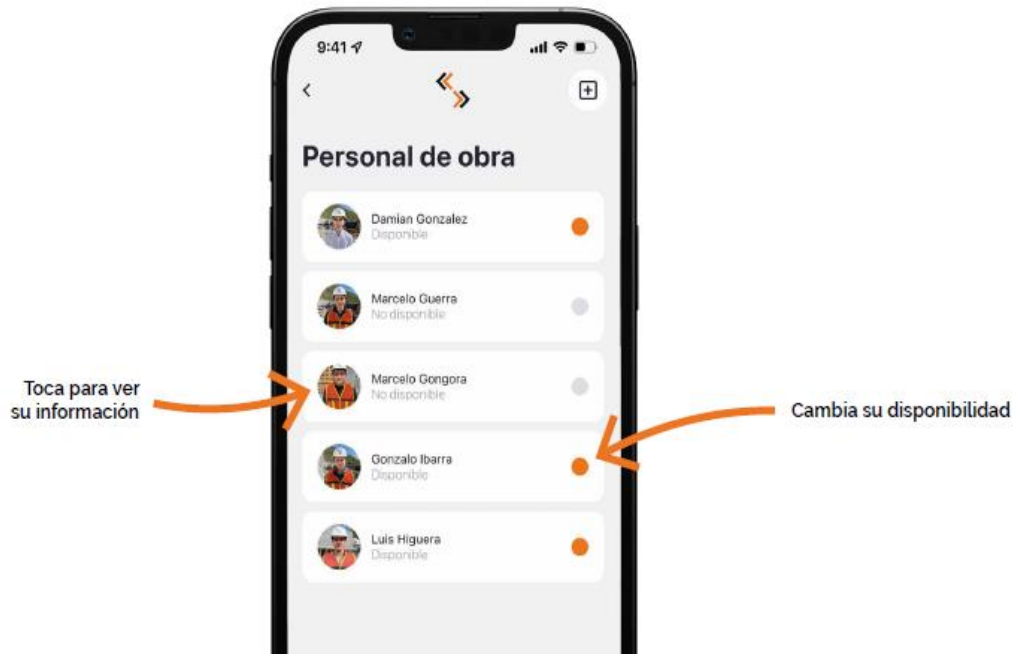 9:41
Personal de obra
Damian Gonzalez
Disponible
Marcelo Guerra
No disponible
Marcelo Gongora
No disponible
Gonzalo Ibarra
Disponible
Luis Higuera
Disponible
Toca para ver
su información
Cambia su disponibilidad